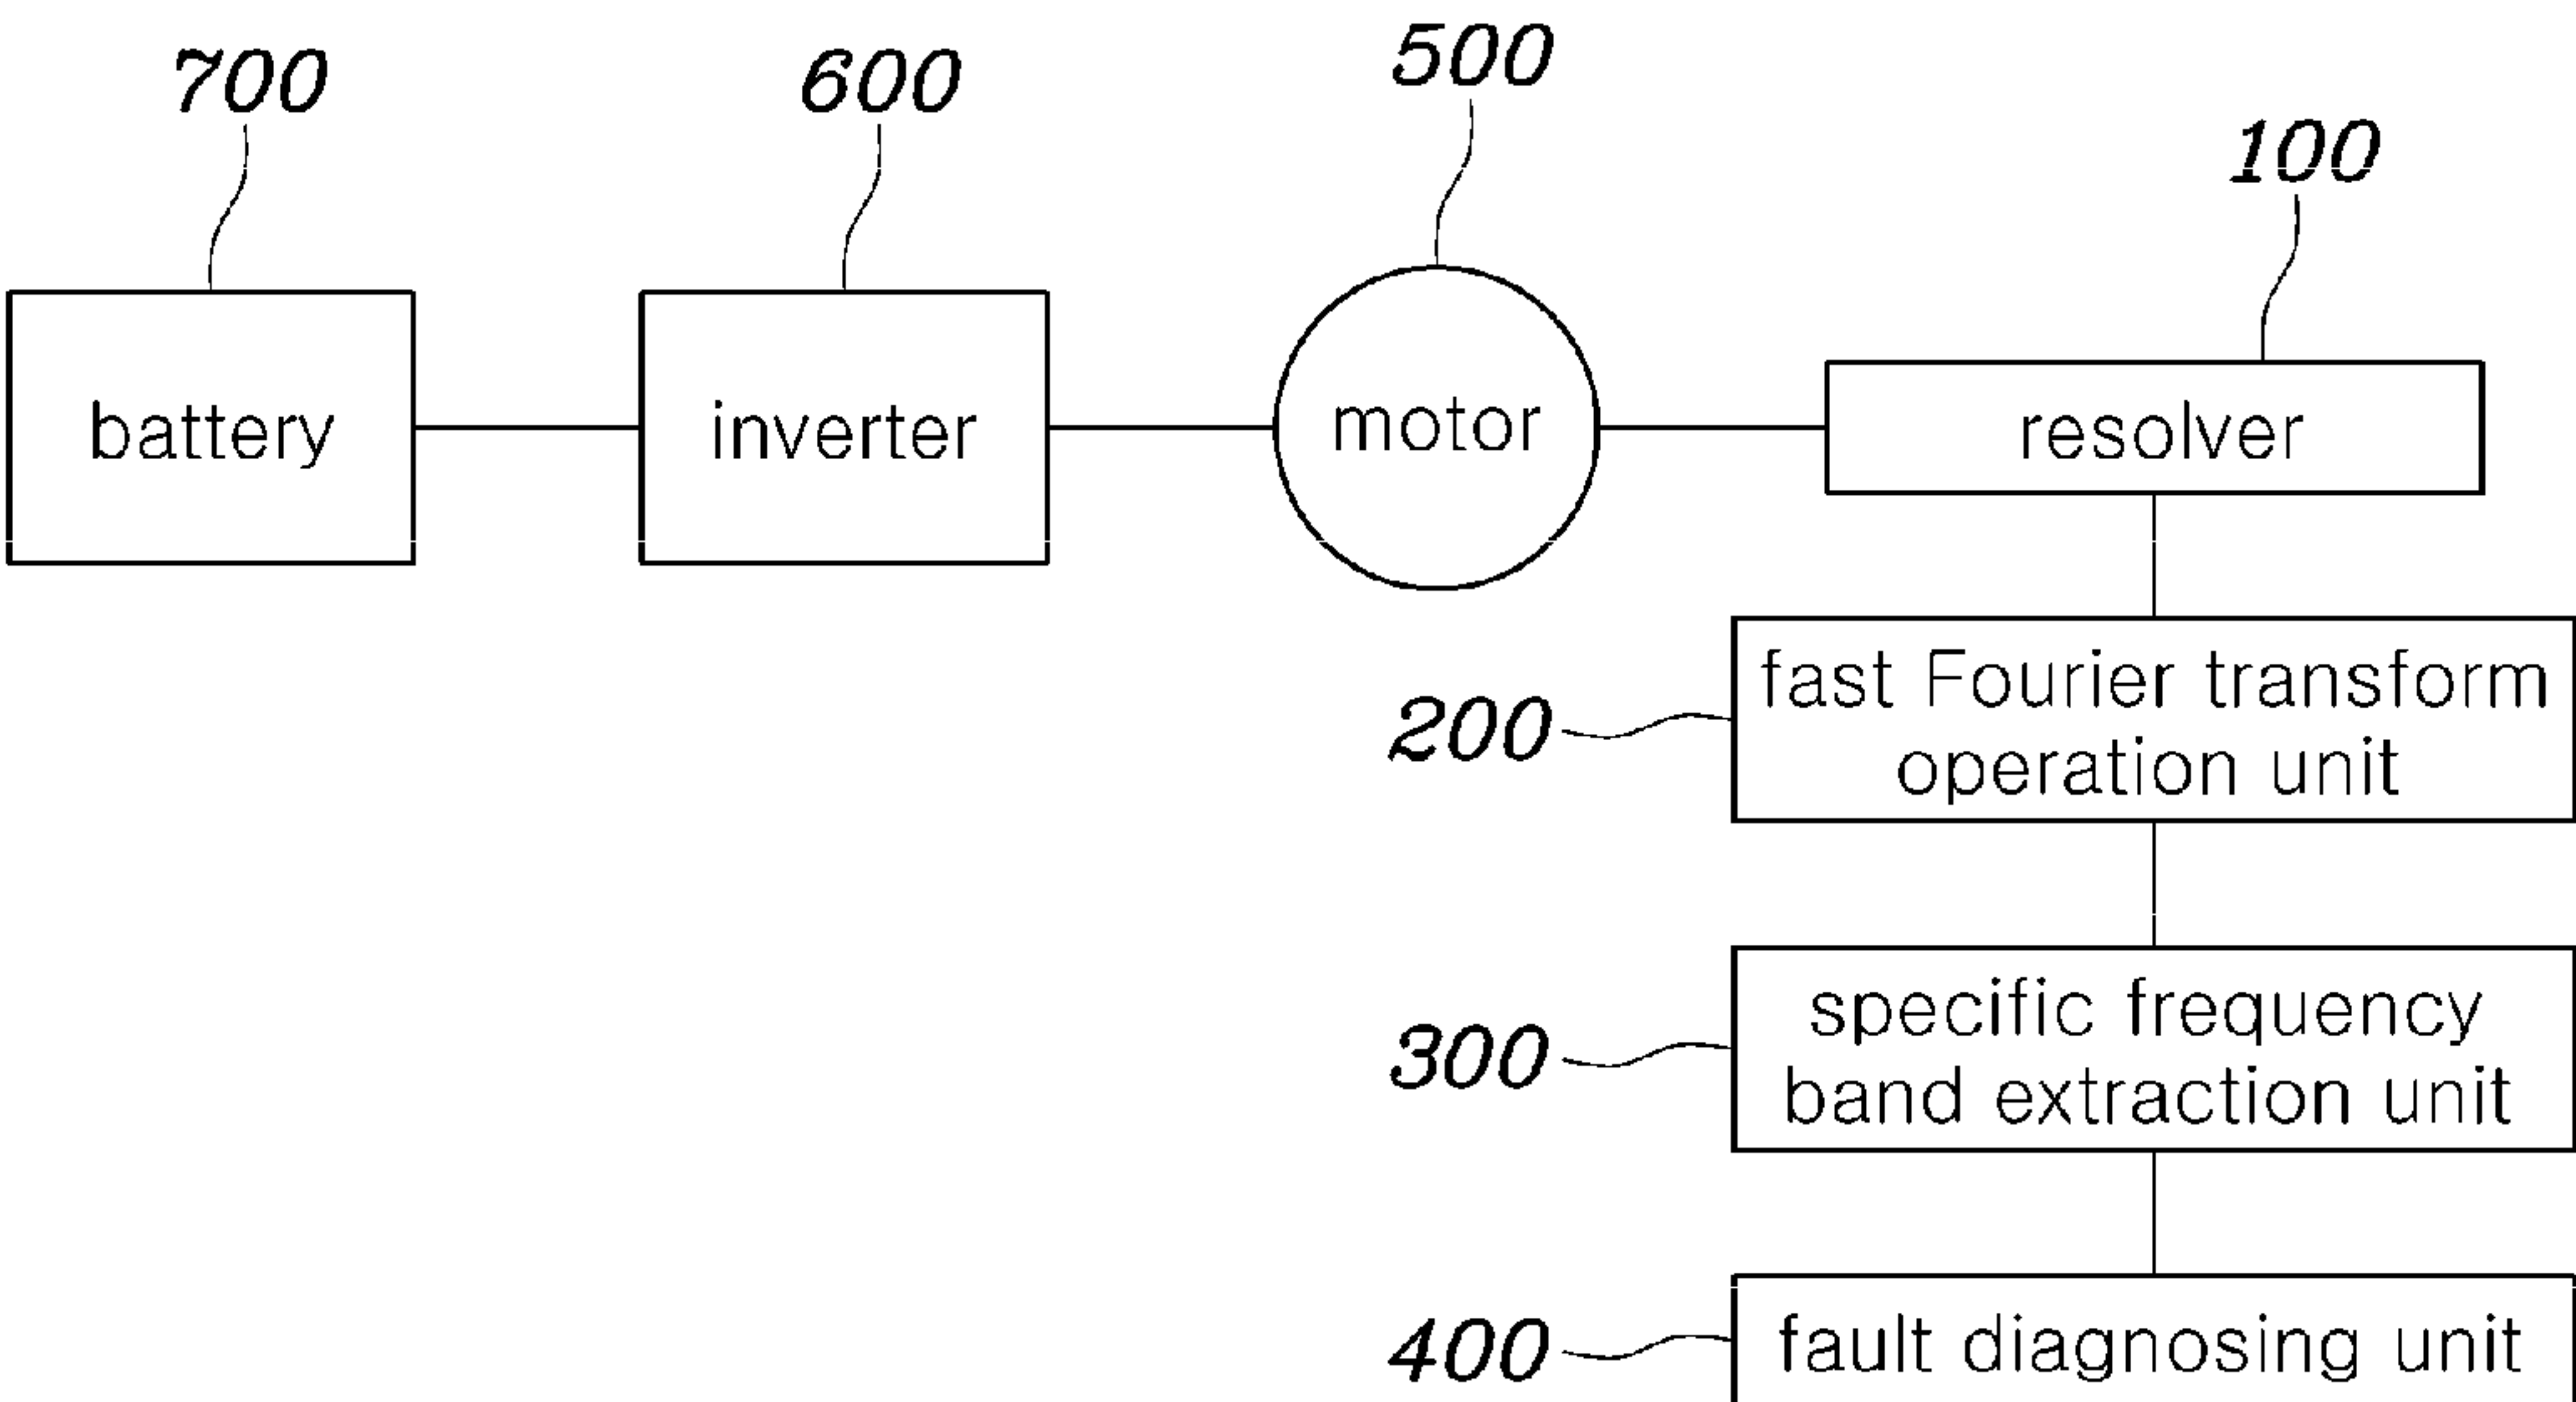 700
600
500
100
battery
inverter
motor
resolver
200
fast Fourier transform
operation unit
300
specific frequency
band extraction unit
400
fault diagnosing unit